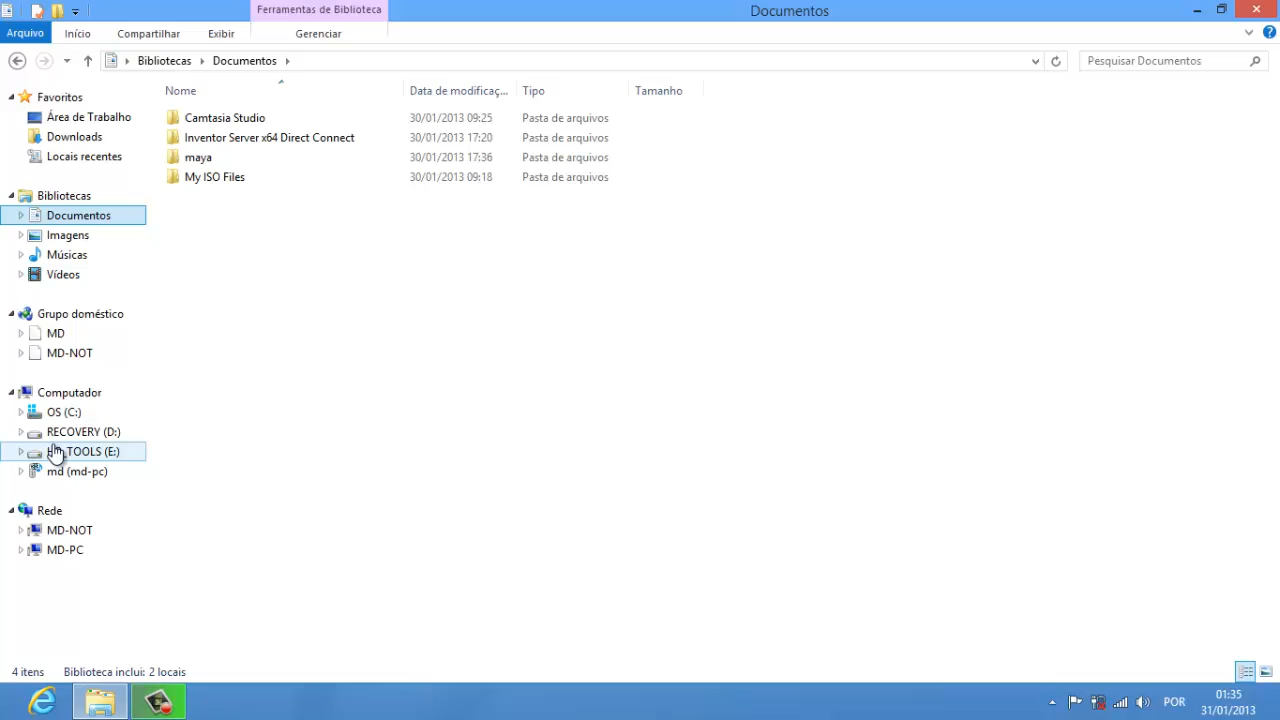 Ferramentas de Biblioteca
Documentos
Arquivo Início Compartilhar Exibir Gerenciar
Bibliotecas Documentos Pesquisar Documentos
Nome Data de modificaç... Tipo Tamanho
Favoritos
Área de Trabalho
Downloads
Locais recentes
Bibliotecas
Documentos
Imagens
Músicas
Vídeos
Grupo doméstico
MD
MD-NOT
Computador
OS (C:)
RECOVERY (D:)
TOOLS (E:)
md (md-pc)
Rede
MD-NOT
MD-PC
Camtasia Studio 30/01/2013 09:25 Pasta de arquivos
Inventor Server x64 Direct Connect 30/01/2013 17:20 Pasta de arquivos
maya 30/01/2013 17:36 Pasta de arquivos
My ISO Files 30/01/2013 09:18 Pasta de arquivos
4 itens Biblioteca inclui: 2 locais
POR
01:35
31/01/2013